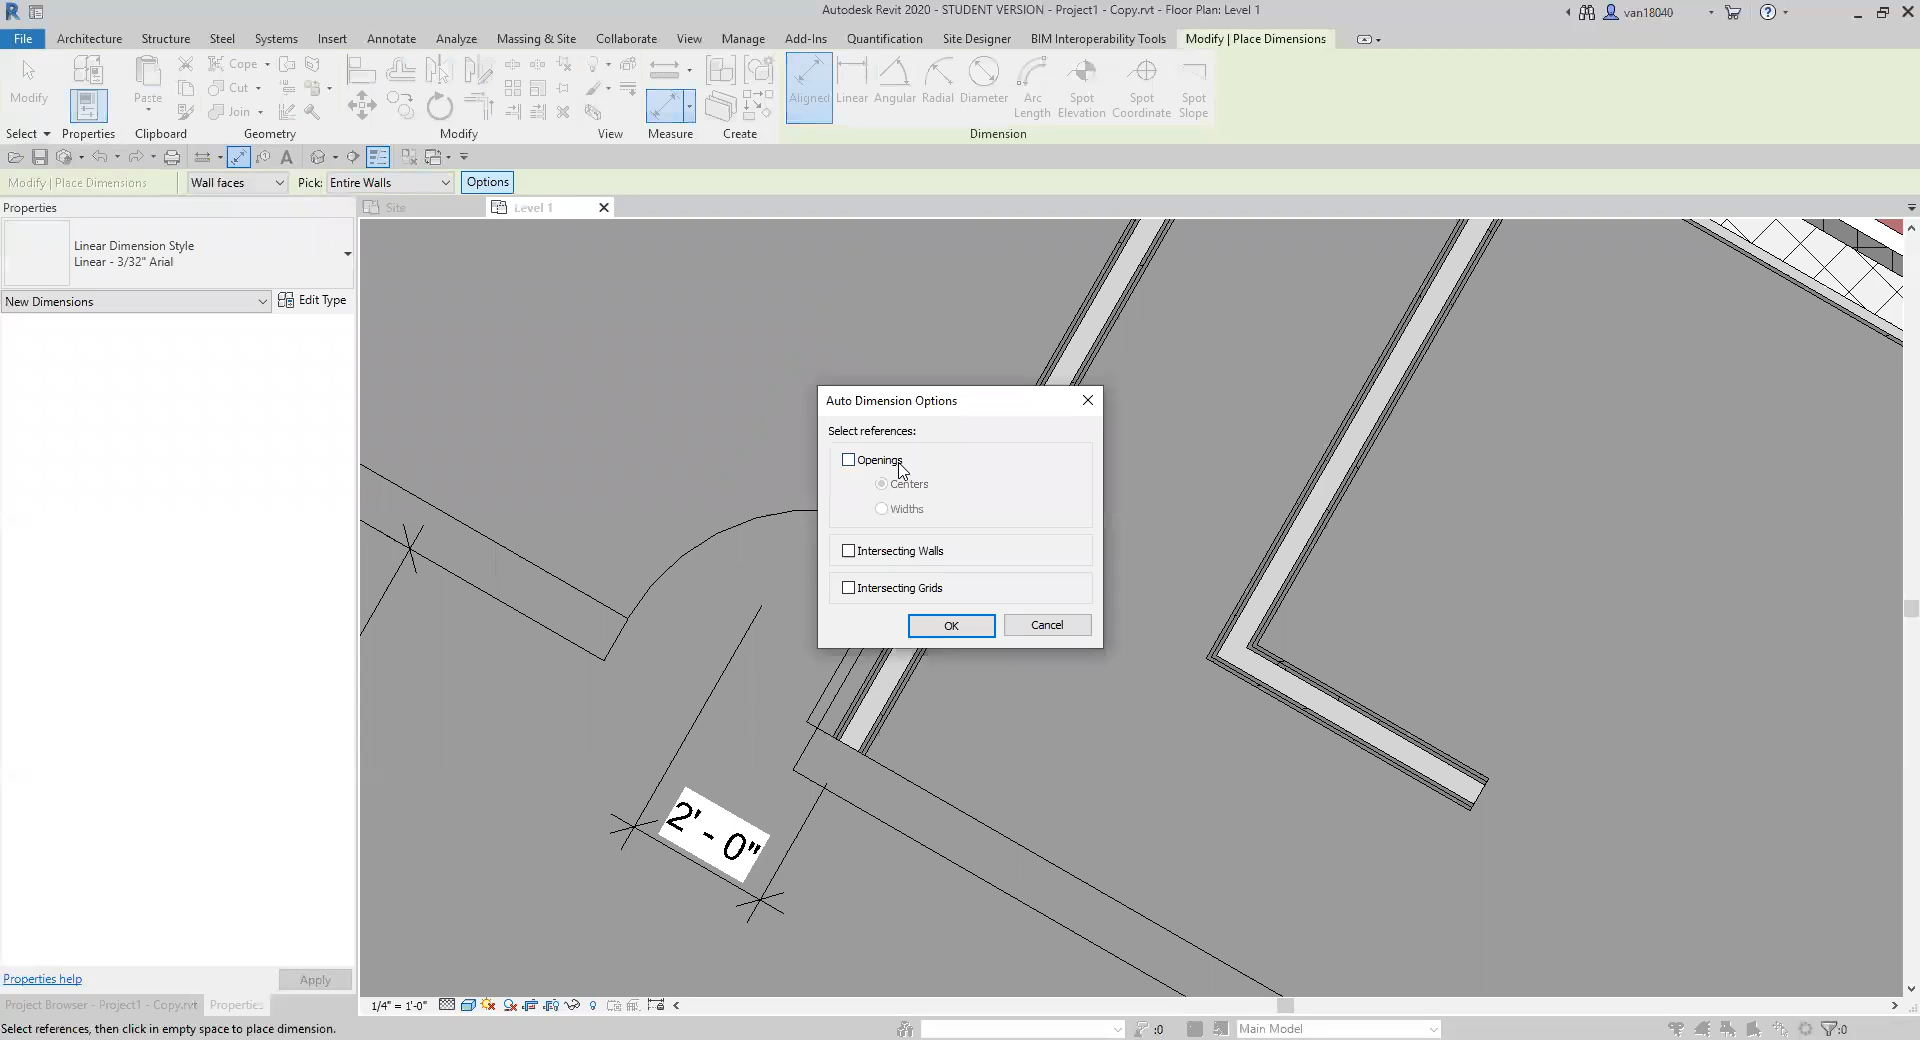 Autodesk Revit 2020 - STUDENT VERSION - Project1 - Copy.rvt - Floor Plan: Level 1
van18040
File Architecture Structure Steel Systems Insert Annotate Analyze Massing & Site Collaborate View Manage Add-Ins Quantification Site Designer BIM Interoperability Tools Modify | Place Dimensions
Modify
Paste
Cope
Cut
Join
Aligned Linear Angular Radial Diameter Arc Length Spot Elevation Spot Coordinate Spot Slope
Select Properties Clipboard Geometry Modify View Measure Create Dimension
Modify | Place Dimensions Wall faces Pick: Entire Walls Options
Properties
Site Level 1
Linear Dimension Style
Linear - 3/32" Arial
New Dimensions Edit Type
Auto Dimension Options
Select references:
Openings
Centers
Widths
Intersecting Walls
Intersecting Grids
OK Cancel
2' - 0"
Properties help Apply
Project Browser - Project1 - Copy.rvt Properties
1/4" = 1'-0"
Select references, then click in empty space to place dimension.
:0
Main Model
:0